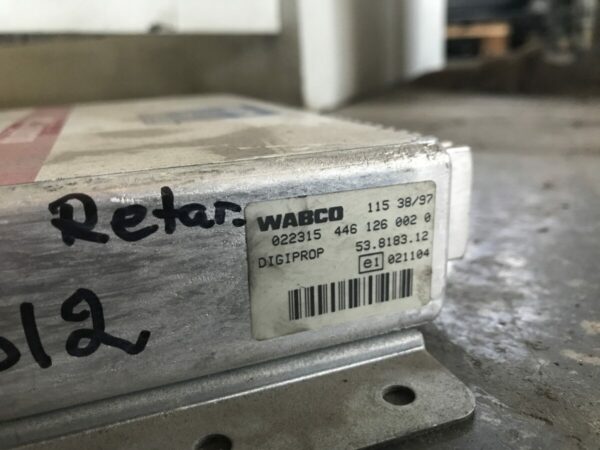 Retar.
WABCO 115 38/97
022315 446 126 002 0
DIGIPROP 53.8183.12
e1 021104
012